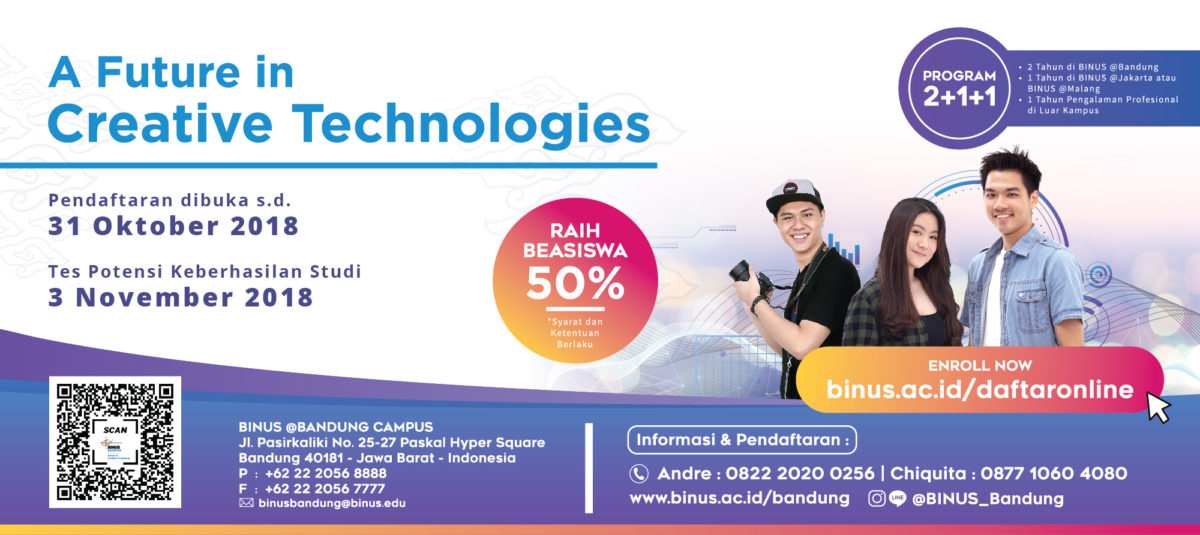 A Future in
Creative Technologies
Pendaftaran dibuka s.d.
31 Oktober 2018
Tes Potensi Keberhasilan Studi
3 November 2018
RAIH
BEASISWA
50%
*Syarat dan
Ketentuan
Berlaku
PROGRAM
2+1+1
• 2 Tahun di BINUS @Bandung
• 1 Tahun di BINUS @Jakarta atau
BINUS @Malang
• 1 Tahun Pengalaman Profesional
di Luar Kampus
ENROLL NOW
binus.ac.id/daftaronline
SCAN
BINUS
BINUS @BANDUNG CAMPUS
Jl. Pasirkaliki No. 25-27 Paskal Hyper Square
Bandung 40181 - Jawa Barat - Indonesia
P : +62 22 2056 8888
F : +62 22 2056 7777
binusbandung@binus.edu
Informasi & Pendaftaran :
Andre : 0822 2020 0256 | Chiquita : 0877 1060 4080
www.binus.ac.id/bandung
LINE
@BINUS_Bandung